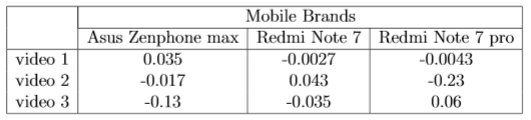 Mobile Brands
Asus Zenphone max Redmi Note 7 Redmi Note 7 pro
video 1 0.035 -0.0027 -0.0043
video 2 -0.017 0.043 -0.23
video 3 -0.13 -0.035 0.06